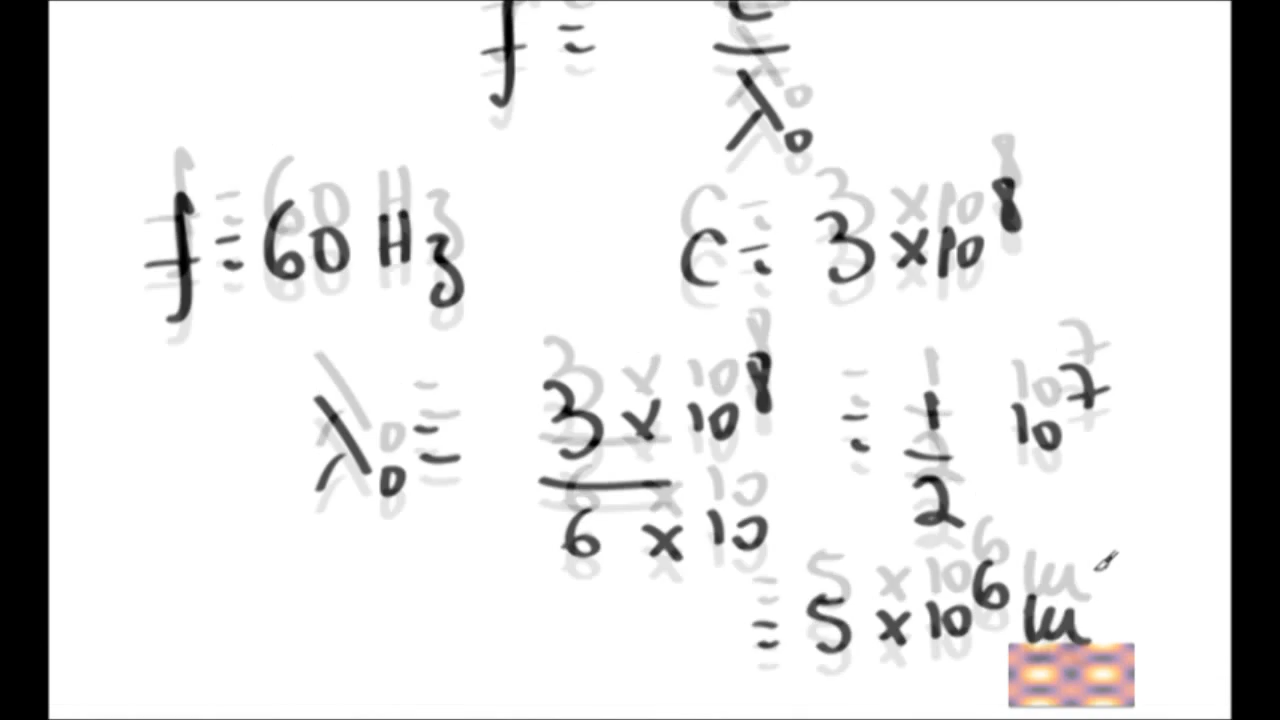 f = c/λ₀
f = 60 Hz c = 3 x 10⁸
λ₀ = 3 x 10⁸ / 6 x 10 = 1/2 10⁷
= 5 x 10⁶ m